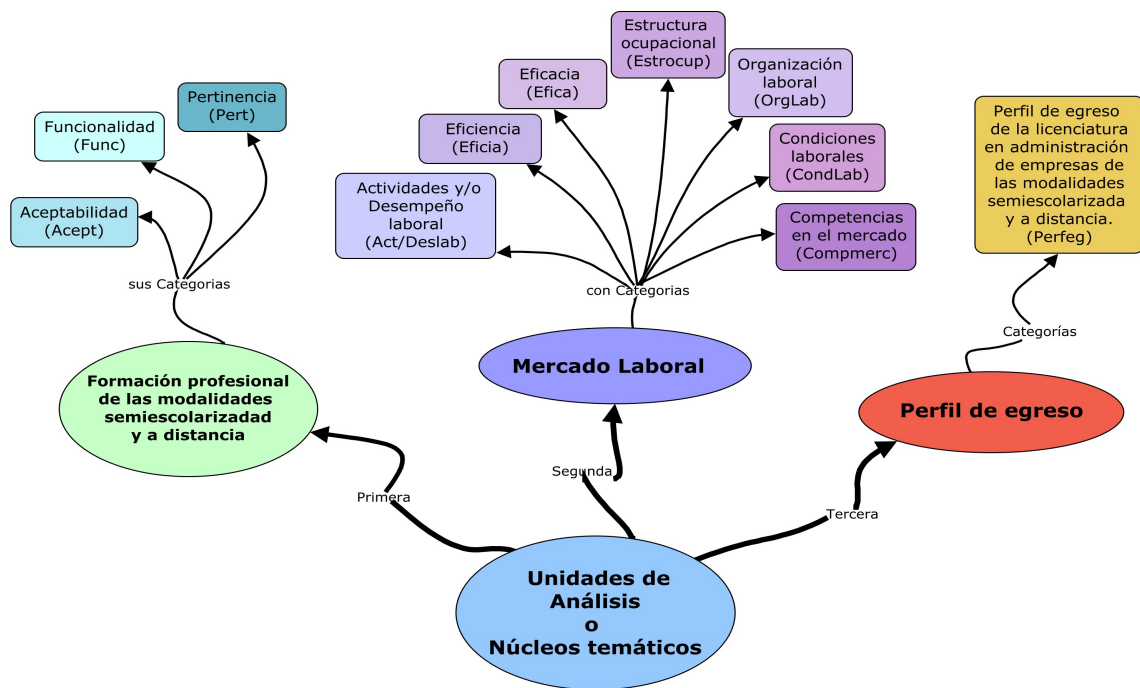 Pertinencia
(Pert)
Funcionalidad
(Func)
Aceptabilidad
(Acept)
sus Categorias
Formación profesional
de las modalidades
semiescolarizadad
y a distancia
Estructura
ocupacional
(Estrocup)
Eficacia
(Efica)
Organización
laboral
(OrgLab)
Eficiencia
(Eficia)
Condiciones
laborales
(CondLab)
Actividades y/o
Desempeño
laboral
(Act/Deslab)
Competencias
en el mercado
(Compmerc)
con Categorias
Mercado Laboral
Perfil de egreso
de la licenciatura
en administración
de empresas de
las modalidades
semiescolarizada
y a distancia.
(Perfeg)
Categorías
Perfil de egreso
Primera
Segunda
Tercera
Unidades de
Análisis
o
Núcleos temáticos